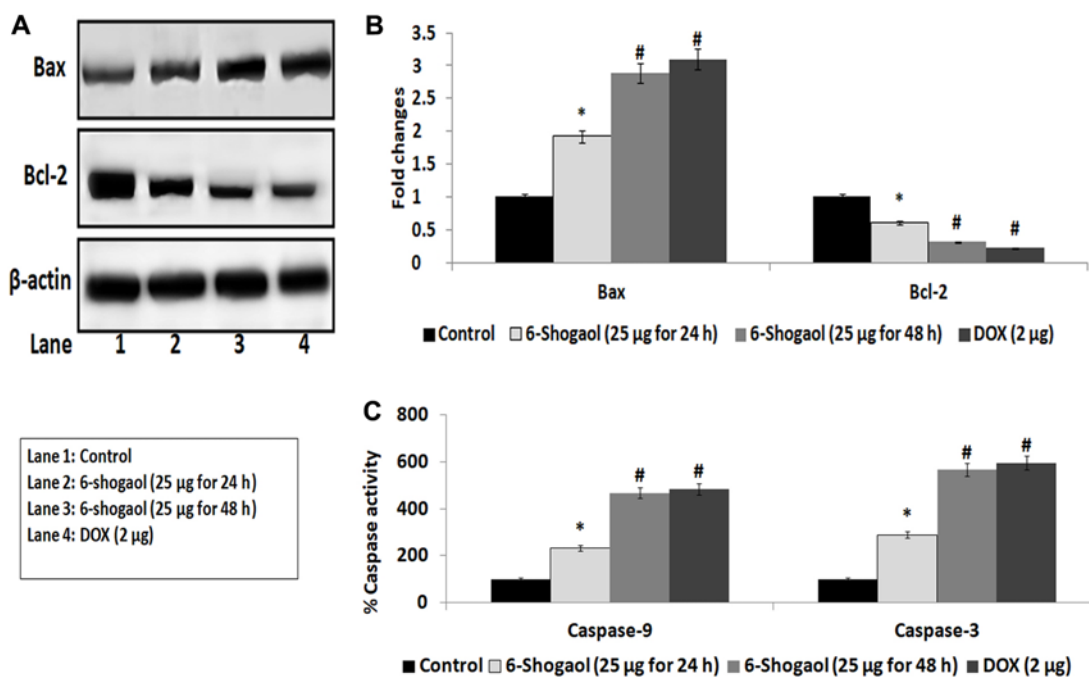 A
Bax
Bcl-2
β-actin
Lane 1 2 3 4
Lane 1: Control
Lane 2: 6-shogaol (25 µg for 24 h)
Lane 3: 6-shogaol (25 µg for 48 h)
Lane 4: DOX (2 µg)
B
Fold changes
3.5
3
2.5
2
1.5
1
0.5
0
* # #
* # #
Bax Bcl-2
Control 6-Shogaol (25 µg for 24 h) 6-Shogaol (25 µg for 48 h) DOX (2 µg)
C
% Caspase activity
800
600
400
200
0
* # #
* # #
Caspase-9 Caspase-3
Control 6-Shogaol (25 µg for 24 h) 6-Shogaol (25 µg for 48 h) DOX (2 µg)